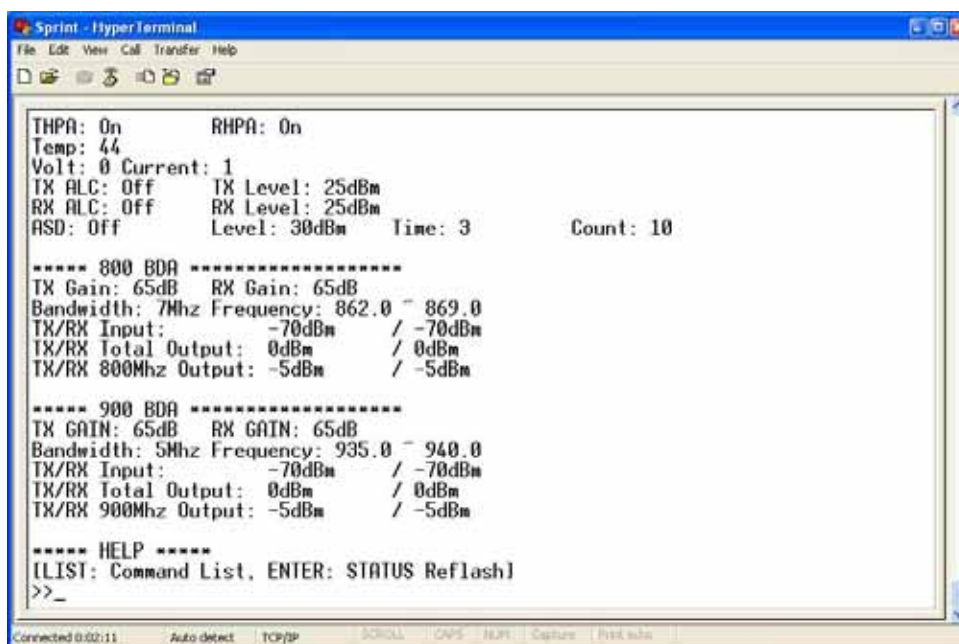 Sprint - HyperTerminal
File Edit View Call Transfer Help
THPA: On RHPA: On
Temp: 44
Volt: 0 Current: 1
TX ALC: Off TX Level: 25dBm
RX ALC: Off RX Level: 25dBm
ASD: Off Level: 30dBm Time: 3 Count: 10
***** 800 BDA *******************
TX Gain: 65dB RX Gain: 65dB
Bandwidth: 7Mhz Frequency: 862.0 ~ 869.0
TX/RX Input: -70dBm / -70dBm
TX/RX Total Output: 0dBm / 0dBm
TX/RX 800Mhz Output: -5dBm / -5dBm
***** 900 BDA *******************
TX GAIN: 65dB RX GAIN: 65dB
Bandwidth: 5Mhz Frequency: 935.0 ~ 940.0
TX/RX Input: -70dBm / -70dBm
TX/RX Total Output: 0dBm / 0dBm
TX/RX 900Mhz Output: -5dBm / -5dBm
***** HELP *****
[LIST: Command List, ENTER: STATUS Reflash]
>>_
Connected 0:02:11 Auto detect TCP/IP SCROLL CAPS NUM Capture Print echo